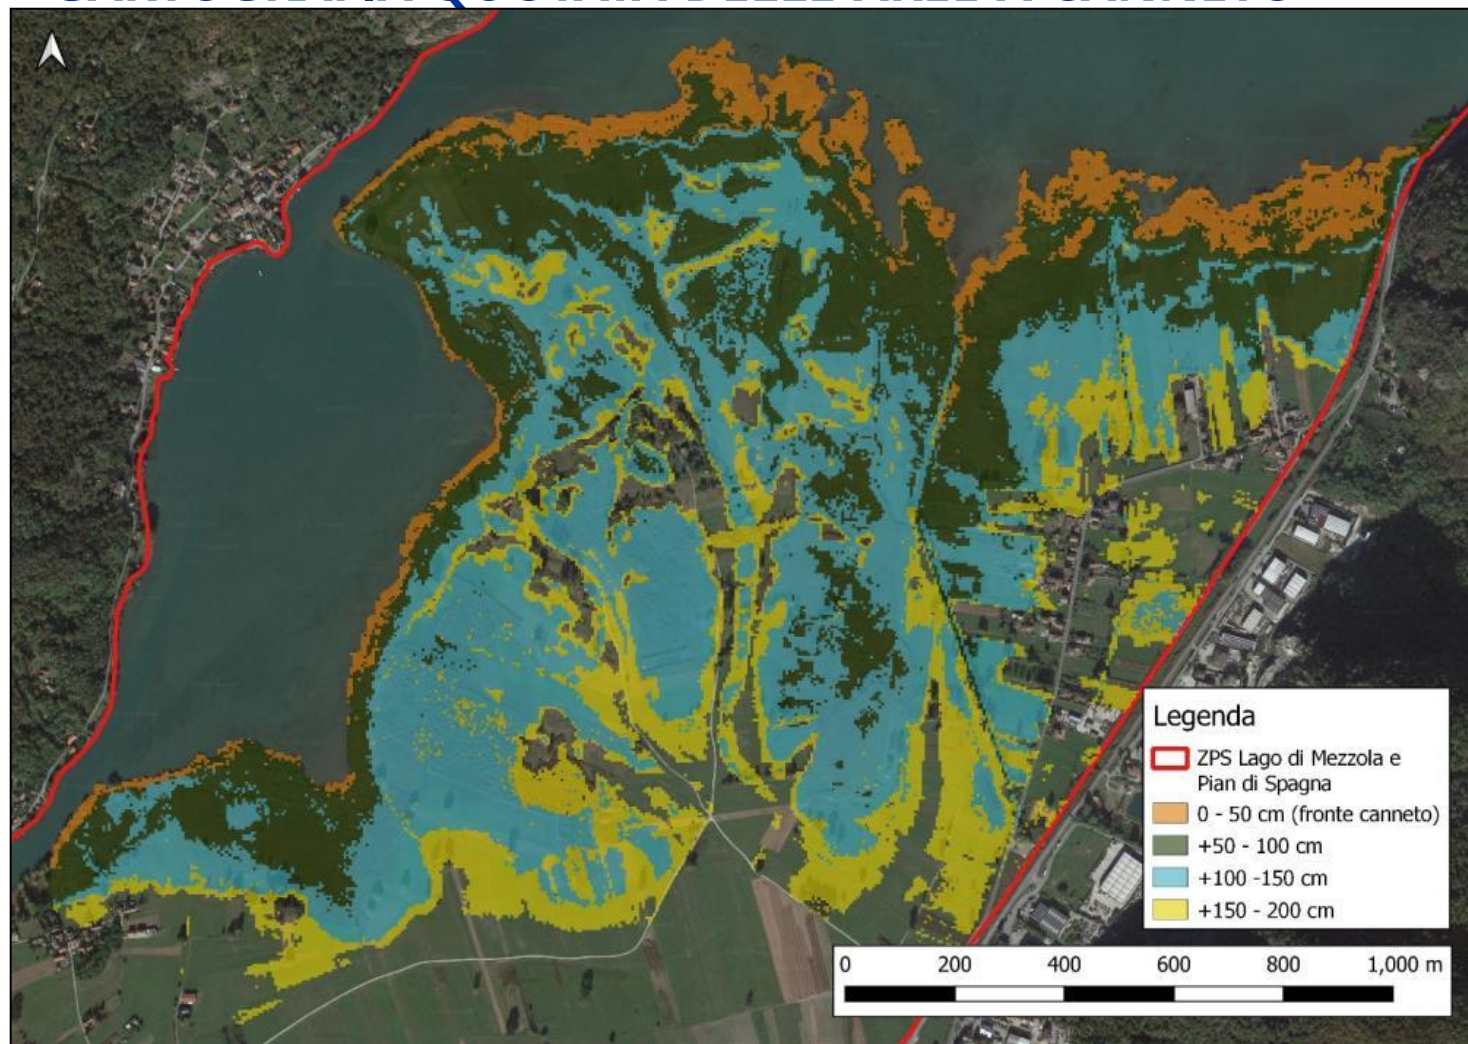 Legenda
ZPS Lago di Mezzola e
Pian di Spagna
0 - 50 cm (fronte canneto)
+50 - 100 cm
+100 -150 cm
+150 - 200 cm
0 200 400 600 800 1,000 m